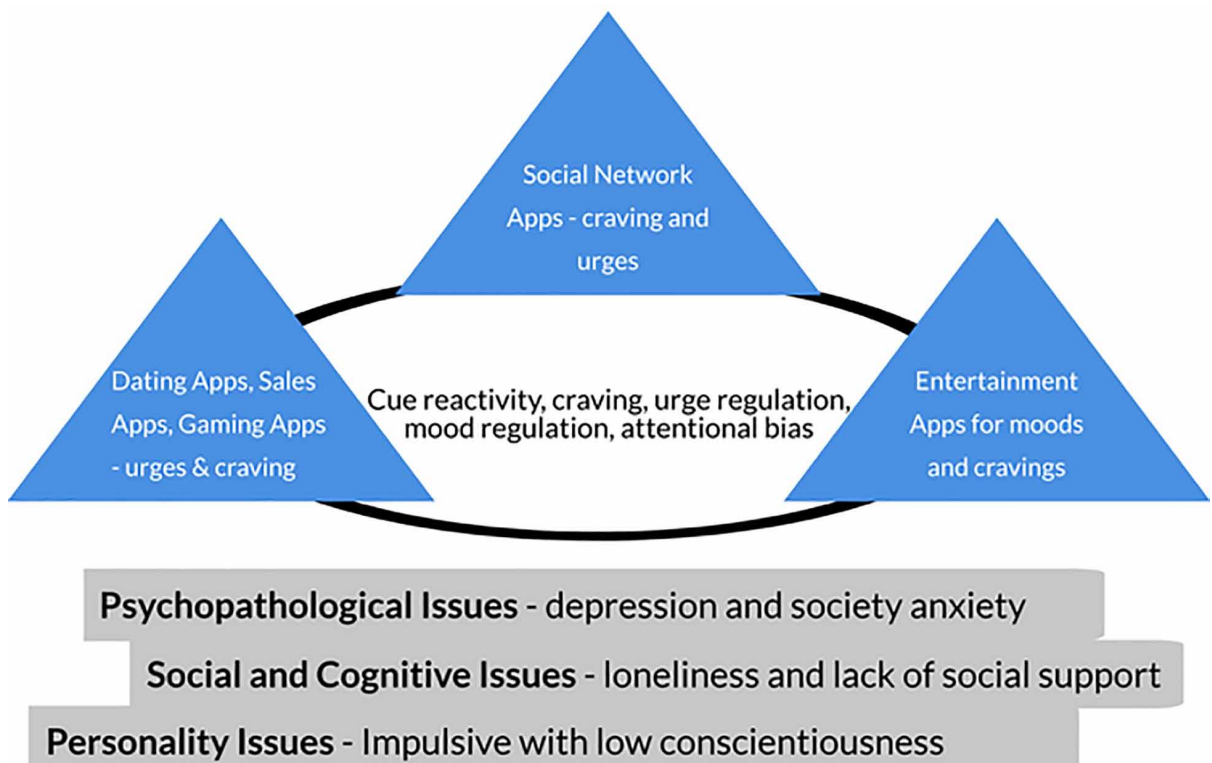 Social Network
Apps - craving and
urges
Dating Apps, Sales
Apps, Gaming Apps
- urges & craving
Cue reactivity, craving, urge regulation,
mood regulation, attentional bias
Entertainment
Apps for moods
and cravings
Psychopathological Issues - depression and society anxiety
Social and Cognitive Issues - loneliness and lack of social support
Personality Issues - Impulsive with low conscientiousness